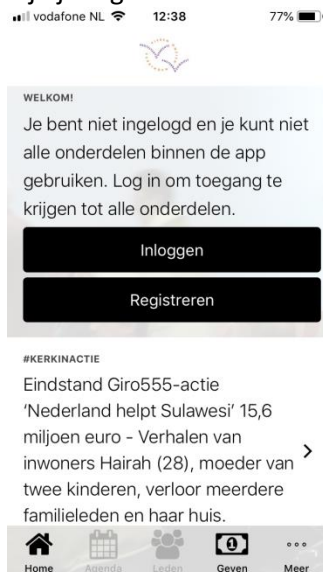 vodafone NL 12:38 77%
WELKOM!
Je bent niet ingelogd en je kunt niet
alle onderdelen binnen de app
gebruiken. Log in om toegang te
krijgen tot alle onderdelen.
Inloggen
Registreren
#KERKINACTIE
Eindstand Giro555-actie
‘Nederland helpt Sulawesi’ 15,6
miljoen euro - Verhalen van
inwoners Hairah (28), moeder van
twee kinderen, verloor meerdere
familieleden en haar huis.
Home Agenda Leden Geven Meer